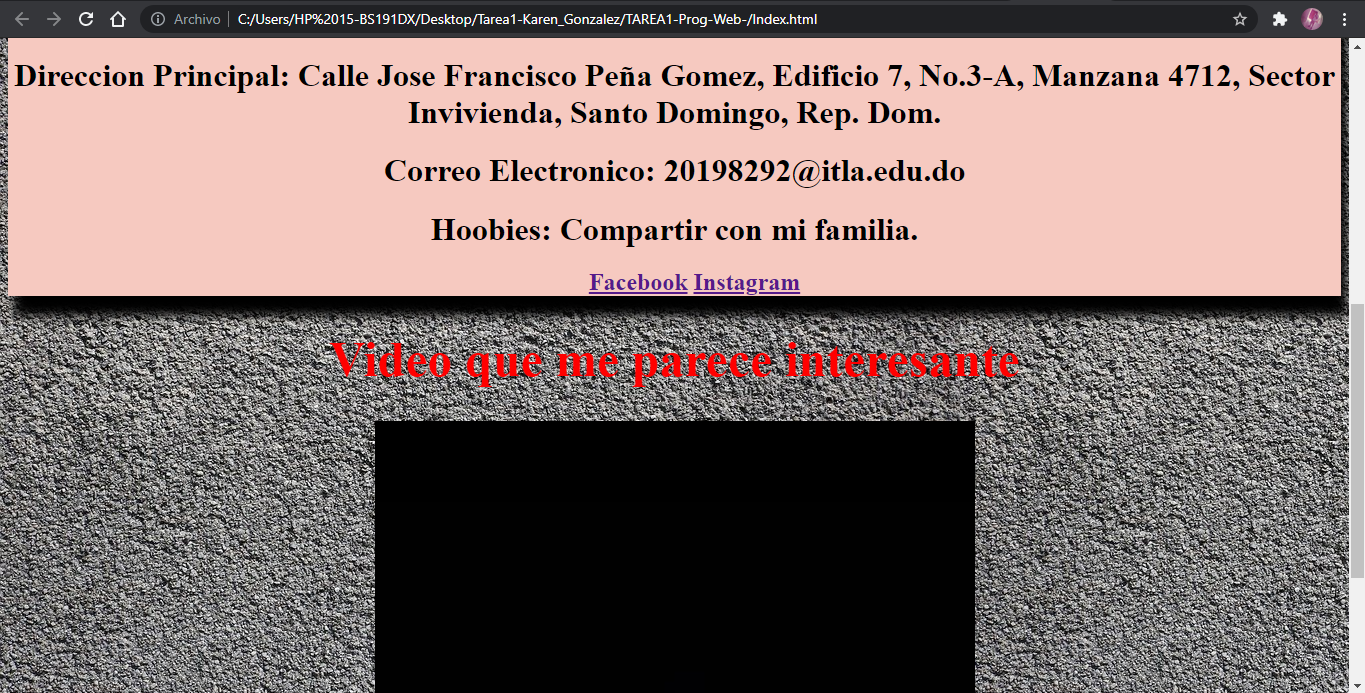 Archivo | C:/Users/HP%2015-BS191DX/Desktop/Tarea1-Karen_Gonzalez/TAREA1-Prog-Web-/Index.html
Direccion Principal: Calle Jose Francisco Peña Gomez, Edificio 7, No.3-A, Manzana 4712, Sector
Invivienda, Santo Domingo, Rep. Dom.
Correo Electronico: 20198292@itla.edu.do
Hoobies: Compartir con mi familia.
Facebook Instagram
Video que me parece interesante